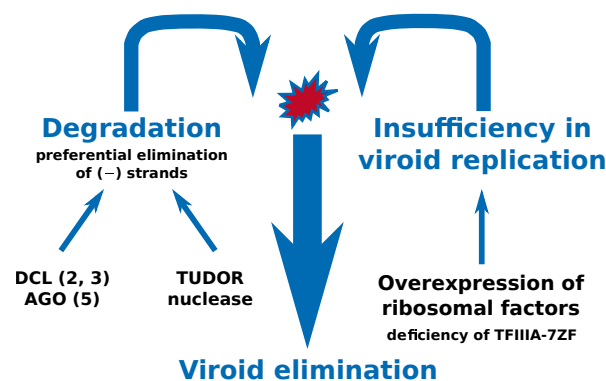 Degradation
preferential elimination
of (−) strands
DCL (2, 3)
AGO (5)
TUDOR
nuclease
Insufficiency in
viroid replication
Overexpression of
ribosomal factors
deficiency of TFIIIA-7ZF
Viroid elimination